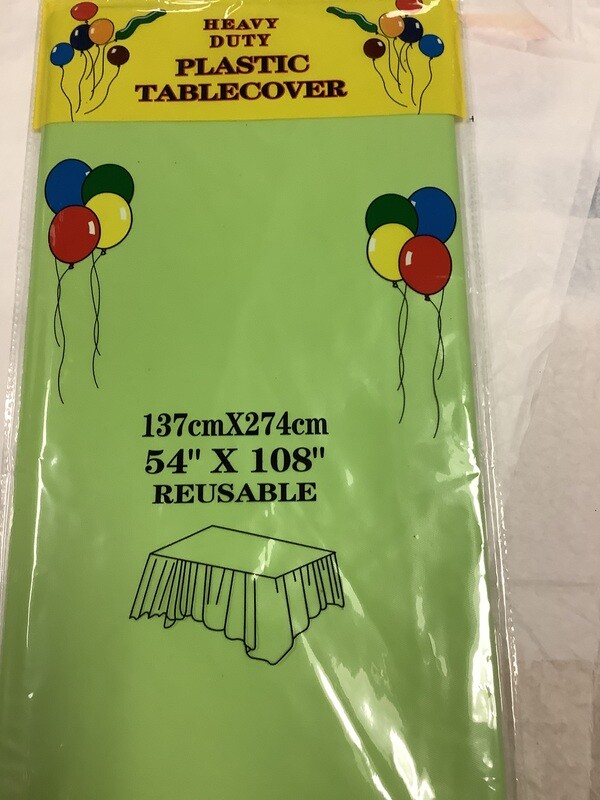 HEAVY
DUTY
PLASTIC
TABLECOVER
137cmX274cm
54" X 108"
REUSABLE